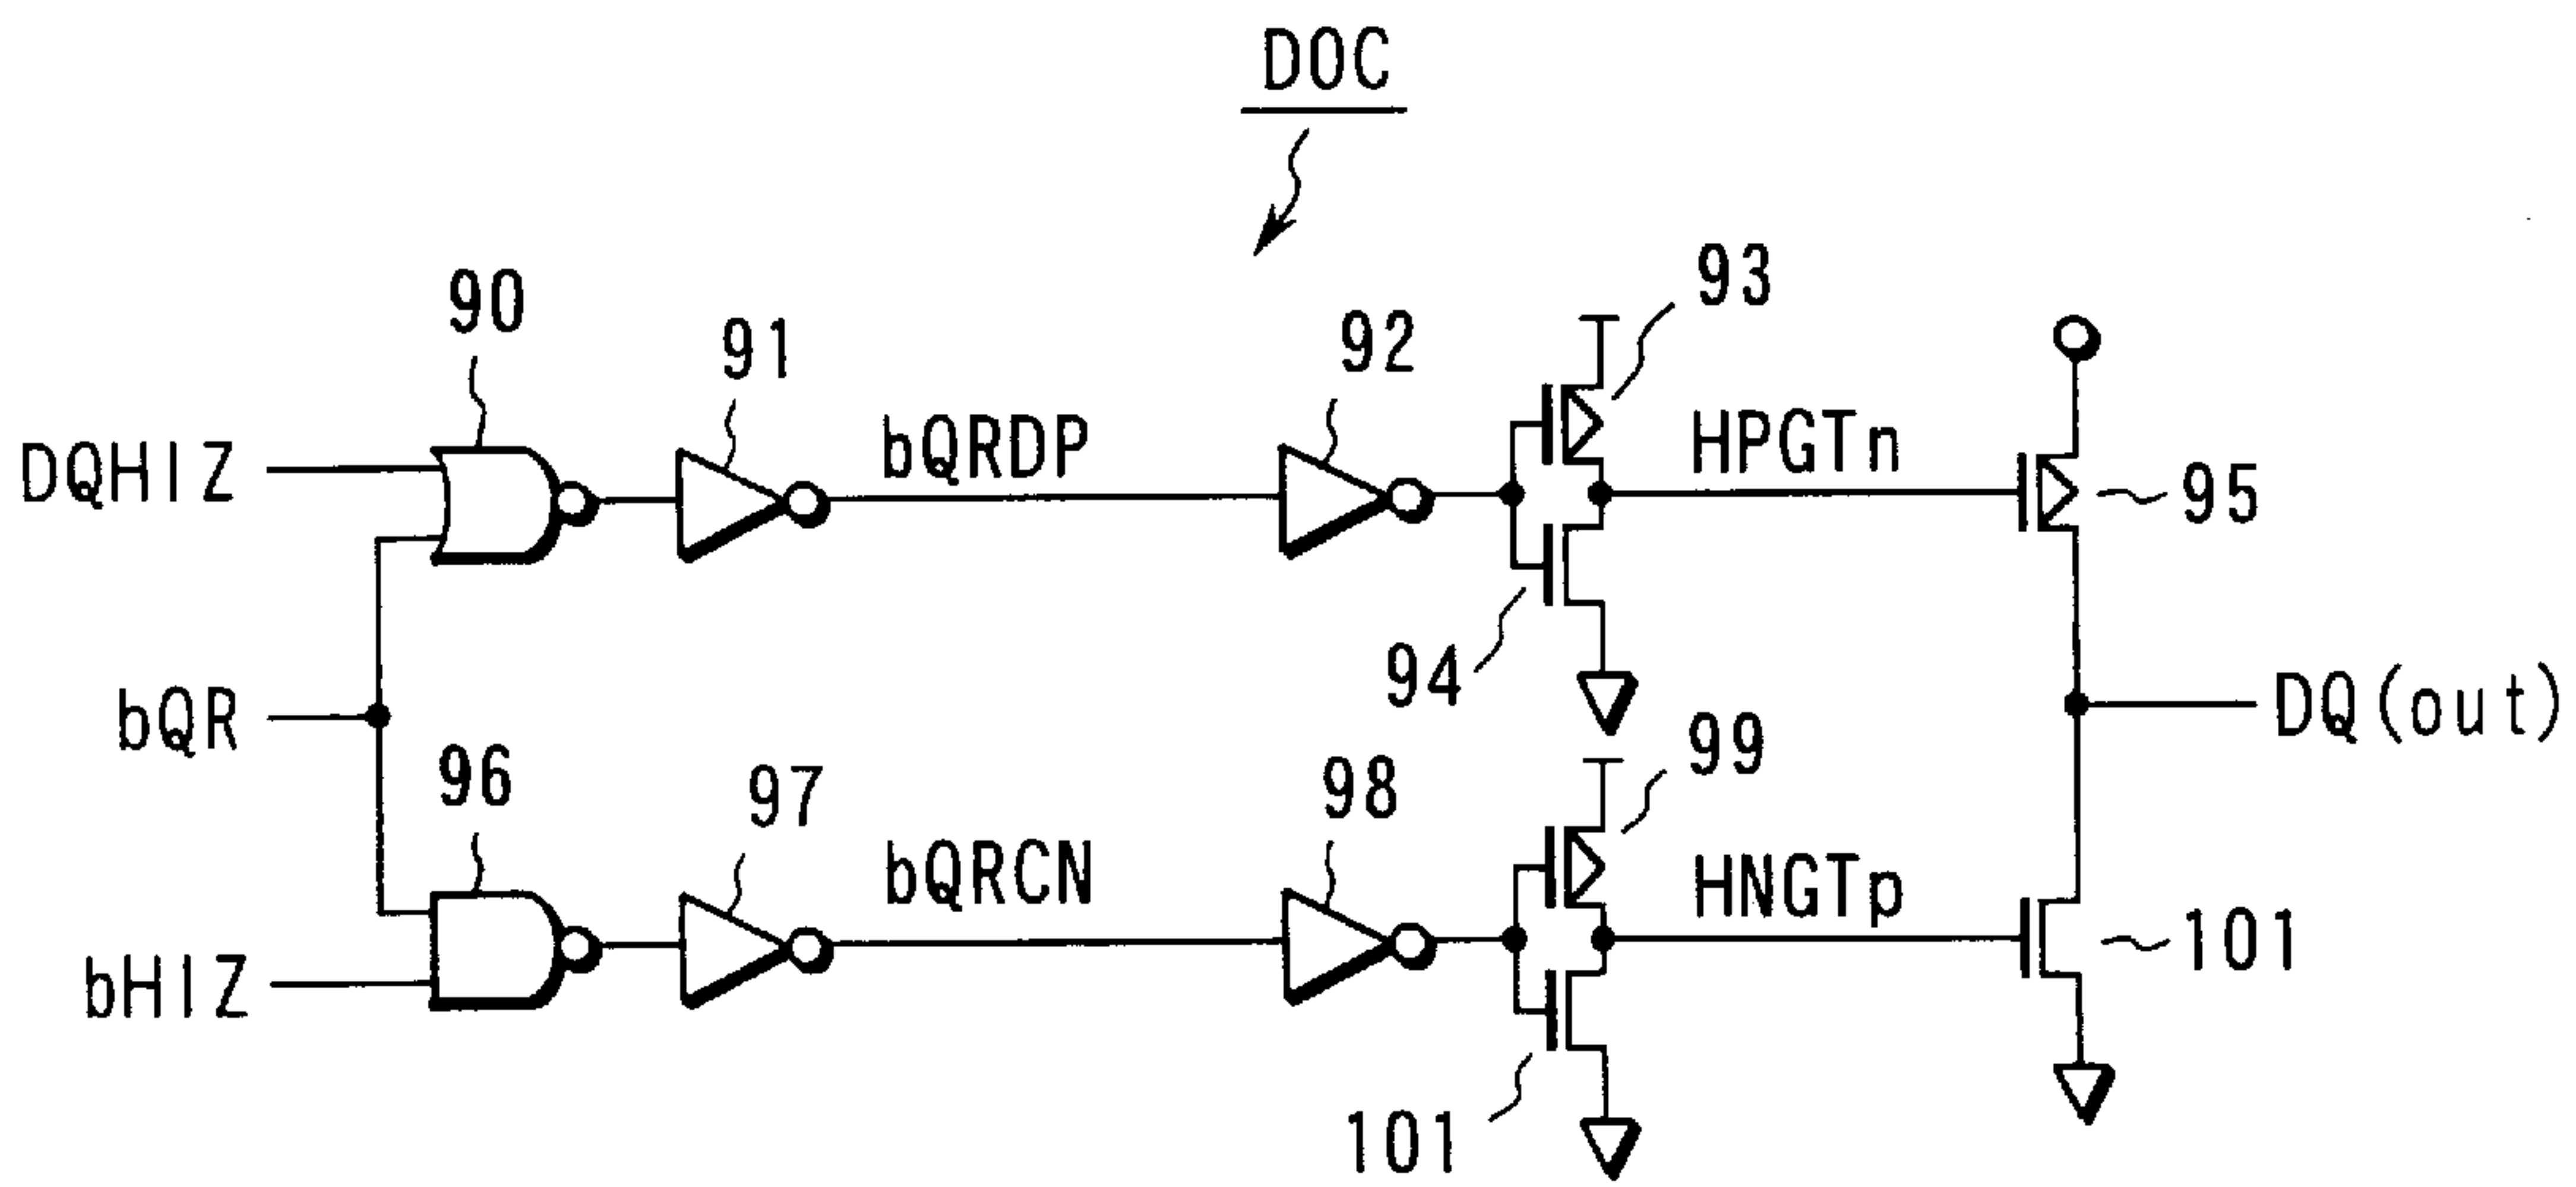 DOC
90
91
92
93
DQHIZ
bQRDP
HPGTn
95
94
bQR
DQ(out)
96
97
98
99
bQRCN
HNGTp
101
bHIZ
101